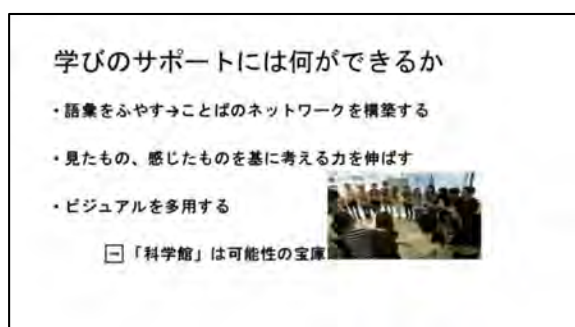 学びのサポートには何ができるか
・語彙をふやす→ことばのネットワークを構築する
・見たもの、感じたものを基に考える力を伸ばす
・ビジュアルを多用する
→「科学館」は可能性の宝庫